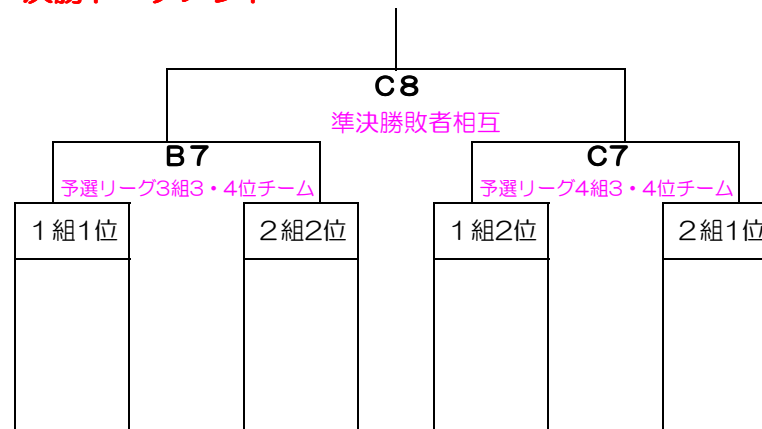 C8
準決勝敗者相互
B7
C7
予選リーグ3組3・4位チーム
予選リーグ4組3・4位チーム
１組1位
２組2位
１組2位
２組1位